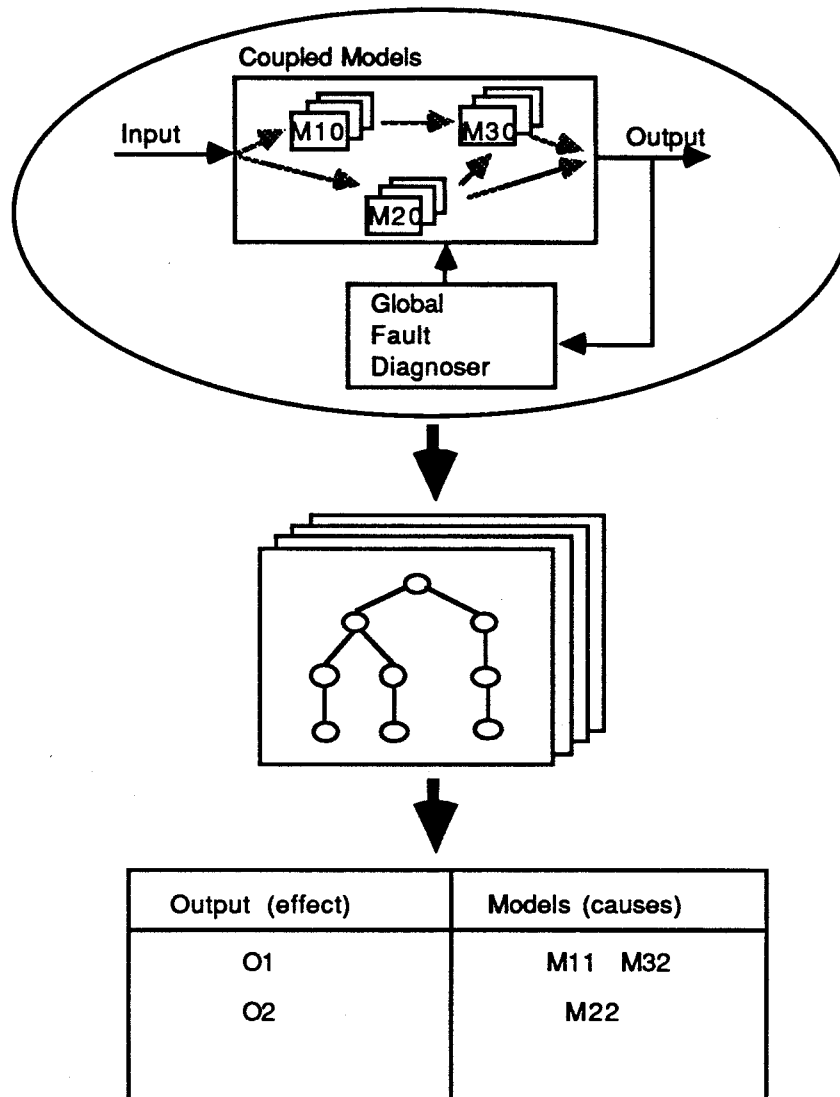 Coupled Models
Input
M10
M30
Output
M20
Global
Fault
Diagnoser
Output (effect) Models (causes)
O1 M11 M32
O2 M22